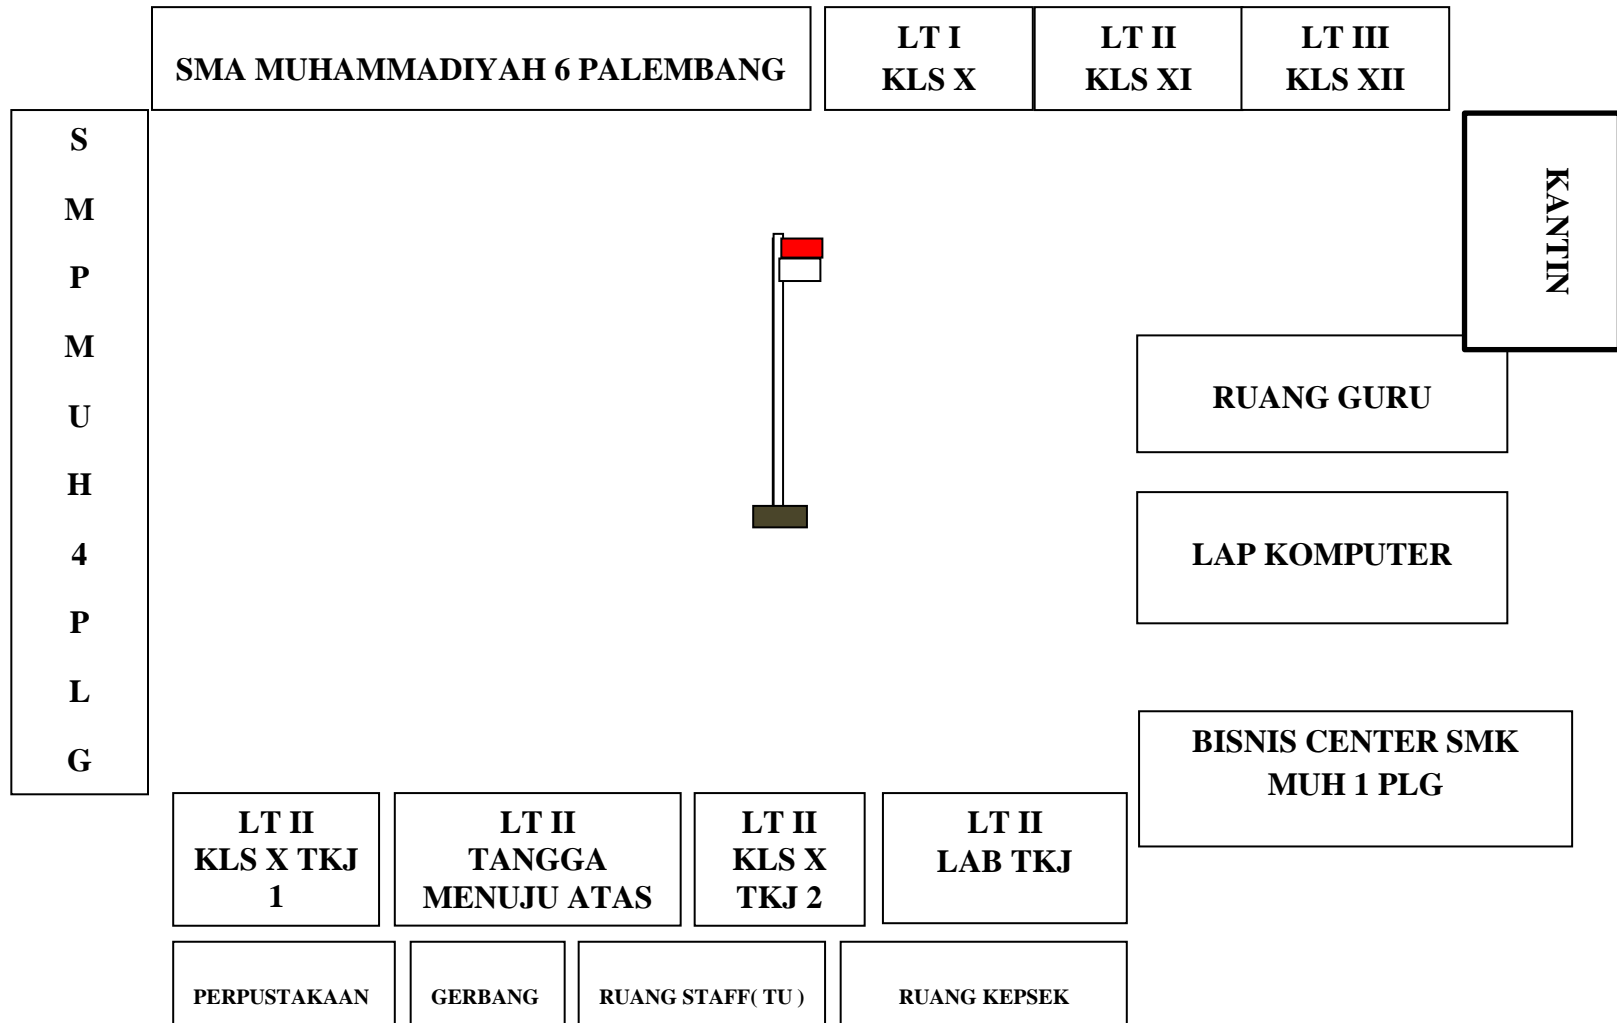 SMA MUHAMMADIYAH 6 PALEMBANG
LT I
KLS X
LT II
KLS XI
LT III
KLS XII
S
M
P
M
U
H
4
P
L
G
KANTIN
RUANG GURU
LAP KOMPUTER
BISNIS CENTER SMK
MUH 1 PLG
LT II
KLS X TKJ
1
LT II
TANGGA
MENUJU ATAS
LT II
KLS X
TKJ 2
LT II
LAB TKJ
PERPUSTAKAAN
GERBANG
RUANG STAFF( TU )
RUANG KEPSEK